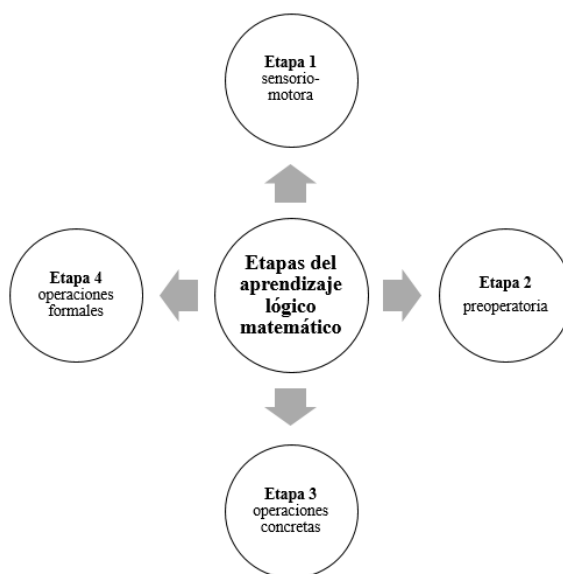 Etapa 1
sensorio-
motora
Etapas del
aprendizaje
lógico
matemático
Etapa 2
preoperatoria
Etapa 3
operaciones
concretas
Etapa 4
operaciones
formales